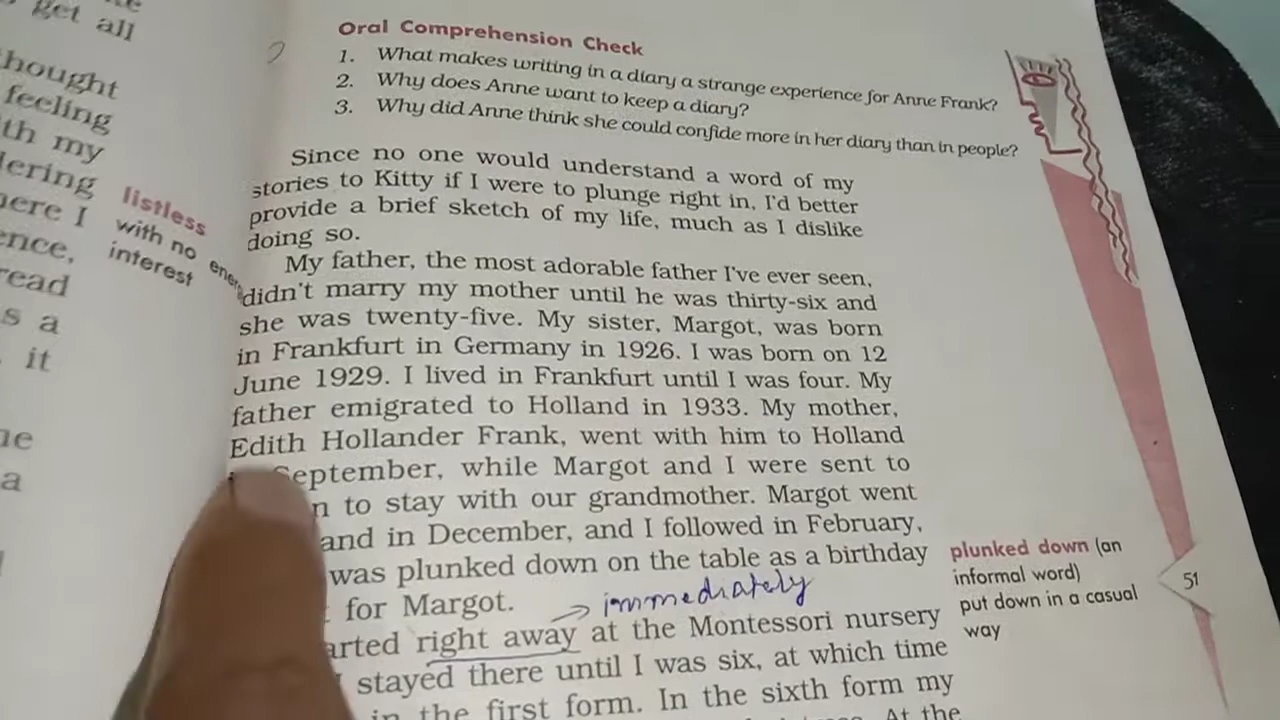 get all
hought
feeling
th my
ering
here I
ence,
read
s a
it
a
listless
with no
interest
Oral Comprehension Check
1. What makes writing in a diary a strange experience for Anne Frank?
2. Why does Anne want to keep a diary?
3. Why did Anne think she could confide more in her diary than in people?
Since no one would understand a word of my
stories to Kitty if I were to plunge right in, I'd better
provide a brief sketch of my life, much as I dislike
doing so.
My father, the most adorable father I've ever seen,
didn't marry my mother until he was thirty-six and
she was twenty-five. My sister, Margot, was born
in Frankfurt in Germany in 1926. I was born on 12
June 1929. I lived in Frankfurt until I was four. My
father emigrated to Holland in 1933. My mother,
Edith Hollander Frank, went with him to Holland
September, while Margot and I were sent to
n to stay with our grandmother. Margot went
and in December, and I followed in February,
was plunked down on the table as a birthday
for Margot.
immediately
arted right away at the Montessori nursery
stayed there until I was six, at which time
in the first form. In the sixth form my
At the
plunked down (an
informal word)
put down in a casual
way
51